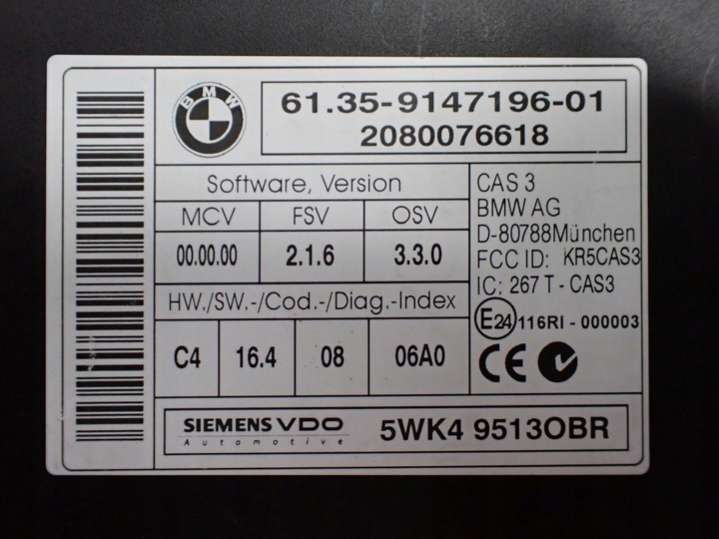 BMW
61.35-9147196-01
2080076618
Software, Version
MCV FSV OSV
00.00.00 2.1.6 3.3.0
HW./SW.-/Cod.-/Diag.-Index
C4 16.4 08 06A0
CAS 3
BMW AG
D-80788München
FCC ID: KR5CAS3
IC: 267 T - CAS3
E24 116RI - 000003
CE
SIEMENS VDO
Automotive
5WK4 9513OBR